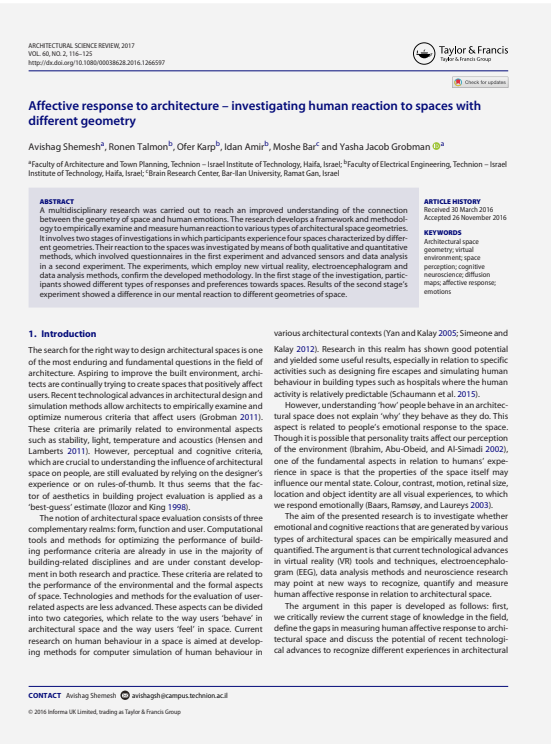 ARCHITECTURAL SCIENCE REVIEW, 2017
VOL. 60, NO. 2, 116–125
http://dx.doi.org/10.1080/00038628.2016.1266597
Taylor & Francis
Taylor & Francis Group
Check for updates
Affective response to architecture – investigating human reaction to spaces with
different geometry
Avishag Shemesh^a, Ronen Talmon^b, Ofer Karp^b, Idan Amir^b, Moshe Bar^c and Yasha Jacob Grobman ^a
^aFaculty of Architecture and Town Planning, Technion – Israel Institute of Technology, Haifa, Israel; ^bFaculty of Electrical Engineering, Technion – Israel
Institute of Technology, Haifa, Israel; ^cBrain Research Center, Bar-Ilan University, Ramat Gan, Israel
ABSTRACT
A multidisciplinary research was carried out to reach an improved understanding of the connection
between the geometry of space and human emotions. The research develops a framework and methodol-
ogy to empirically examine and measure human reaction to various types of architectural space geometries.
It involves two stages of investigations in which participants experience four spaces characterized by differ-
ent geometries. Their reaction to the spaces was investigated by means of both qualitative and quantitative
methods, which involved questionnaires in the first experiment and advanced sensors and data analysis
in a second experiment. The experiments, which employ new virtual reality, electroencephalogram and
data analysis methods, confirm the developed methodology. In the first stage of the investigation, partic-
ipants showed different types of responses and preferences towards spaces. Results of the second stage's
experiment showed a difference in our mental reaction to different geometries of space.
ARTICLE HISTORY
Received 30 March 2016
Accepted 26 November 2016
KEYWORDS
Architectural space
geometry; virtual
environment; space
perception; cognitive
neuroscience; diffusion
maps; affective response;
emotions
1. Introduction
The search for the right way to design architectural spaces is one
of the most enduring and fundamental questions in the field of
architecture. Aspiring to improve the built environment, archi-
tects are continually trying to create spaces that positively affect
users. Recent technological advances in architectural design and
simulation methods allow architects to empirically examine and
optimize numerous criteria that affect users (Grobman 2011).
These criteria are primarily related to environmental aspects
such as stability, light, temperature and acoustics (Hensen and
Lamberts 2011). However, perceptual and cognitive criteria,
which are crucial to understanding the influence of architectural
space on people, are still evaluated by relying on the designer's
experience or on rules-of-thumb. It thus seems that the fac-
tor of aesthetics in building project evaluation is applied as a
'best-guess' estimate (Ilozor and King 1998).
The notion of architectural space evaluation consists of three
complementary realms: form, function and user. Computational
tools and methods for optimizing the performance of build-
ing performance criteria are already in use in the majority of
building-related disciplines and are under constant develop-
ment in both research and practice. These criteria are related to
the performance of the environmental and the formal aspects
of space. Technologies and methods for the evaluation of user-
related aspects are less advanced. These aspects can be divided
into two categories, which relate to the way users 'behave' in
architectural space and the way users 'feel' in space. Current
research on human behaviour in a space is aimed at develop-
ing methods for computer simulation of human behaviour in
various architectural contexts (Yan and Kalay 2005; Simeone and
Kalay 2012). Research in this realm has shown good potential
and yielded some useful results, especially in relation to specific
activities such as designing fire escapes and simulating human
behaviour in building types such as hospitals where the human
activity is relatively predictable (Schaumann et al. 2015).
However, understanding 'how' people behave in an architec-
tural space does not explain 'why' they behave as they do. This
aspect is related to people's emotional response to the space.
Though it is possible that personality traits affect our perception
of the environment (Ibrahim, Abu-Obeid, and Al-Simadi 2002),
one of the fundamental aspects in relation to humans' expe-
rience in space is that the properties of the space itself may
influence our mental state. Colour, contrast, motion, retinal size,
location and object identity are all visual experiences, to which
we respond emotionally (Baars, Ramsøy, and Laureys 2003).
The aim of the presented research is to investigate whether
emotional and cognitive reactions that are generated by various
types of architectural spaces can be empirically measured and
quantified. The argument is that current technological advances
in virtual reality (VR) tools and techniques, electroencephalo-
gram (EEG), data analysis methods and neuroscience research
may point at new ways to recognize, quantify and measure
human affective response in relation to architectural space.
The argument in this paper is developed as follows: first,
we critically review the current stage of knowledge in the field,
define the gaps in measuring human affective response to archi-
tectural space and discuss the potential of recent technologi-
cal advances to recognize different experiences in architectural
CONTACT Avishag Shemesh avishagsh@campus.technion.ac.il
© 2016 Informa UK Limited, trading as Taylor & Francis Group